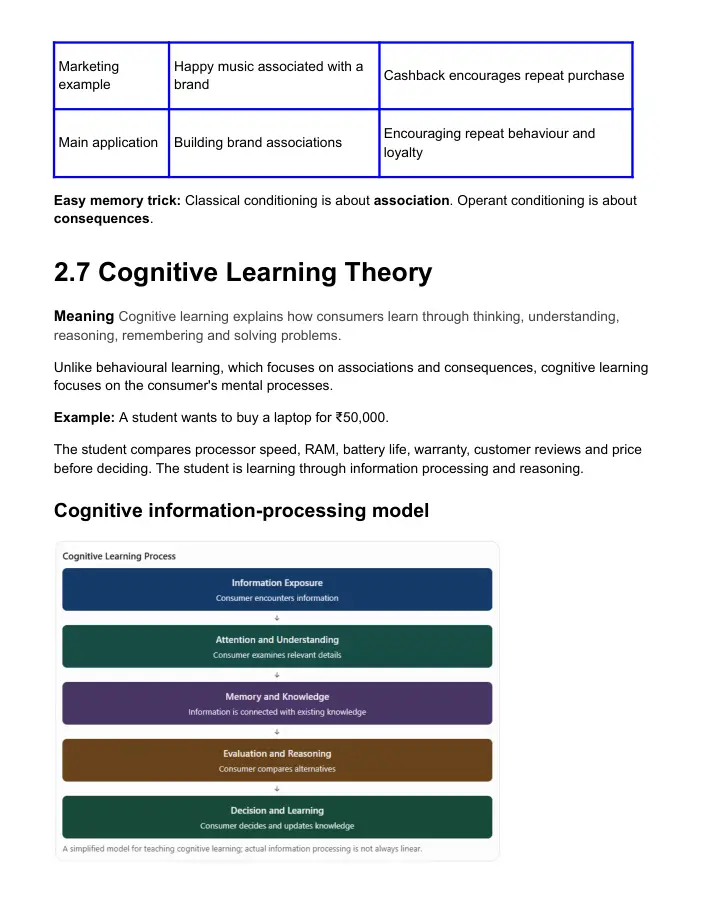 Marketing
example
Happy music associated with a
brand
Cashback encourages repeat purchase
Main application
Building brand associations
Encouraging repeat behaviour and
loyalty
Easy memory trick: Classical conditioning is about association. Operant conditioning is about
consequences.
2.7 Cognitive Learning Theory
Meaning Cognitive learning explains how consumers learn through thinking, understanding,
reasoning, remembering and solving problems.
Unlike behavioural learning, which focuses on associations and consequences, cognitive learning
focuses on the consumer's mental processes.
Example: A student wants to buy a laptop for ₹50,000.
The student compares processor speed, RAM, battery life, warranty, customer reviews and price
before deciding. The student is learning through information processing and reasoning.
Cognitive information-processing model
Cognitive Learning Process
Information Exposure
Consumer encounters information
↓
Attention and Understanding
Consumer examines relevant details
↓
Memory and Knowledge
Information is connected with existing knowledge
↓
Evaluation and Reasoning
Consumer compares alternatives
↓
Decision and Learning
Consumer decides and updates knowledge
A simplified model for teaching cognitive learning; actual information processing is not always linear.